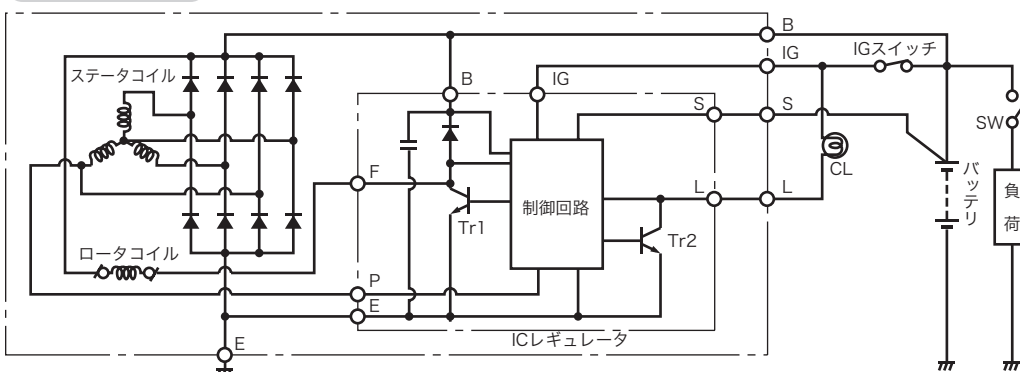 B
IG
IGスイッチ
ステータコイル
B
IG
S
S
SW
F
CL
バッテリ
制御回路
L
L
負荷
Tr1
Tr2
ロータコイル
P
E
ICレギュレータ
E